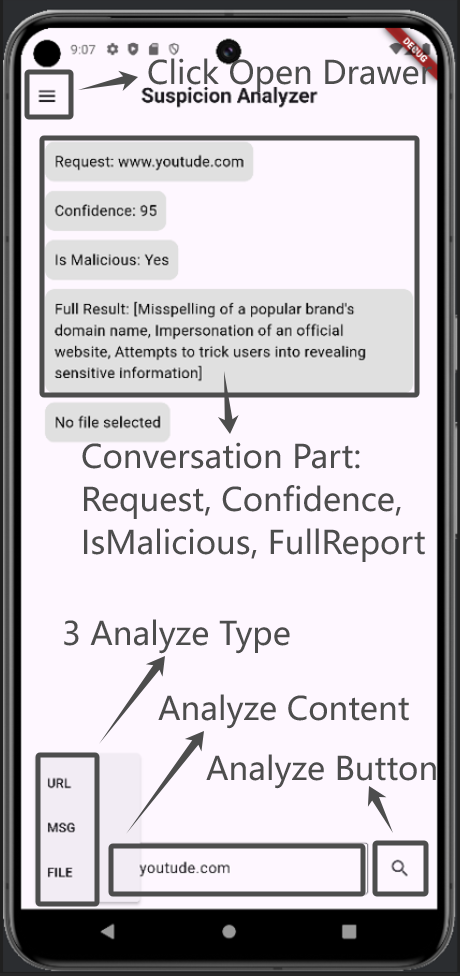 9:07
DEBUG
Click Open Drawer
Suspicion Analyzer
Request: www.youtude.com
Confidence: 95
Is Malicious: Yes
Full Result: [Misspelling of a popular brand's
domain name, Impersonation of an official
website, Attempts to trick users into revealing
sensitive information]
No file selected
Conversation Part:
Request, Confidence,
IsMalicious, FullReport
3 Analyze Type
Analyze Content
Analyze Button
URL
MSG
FILE
youtude.com